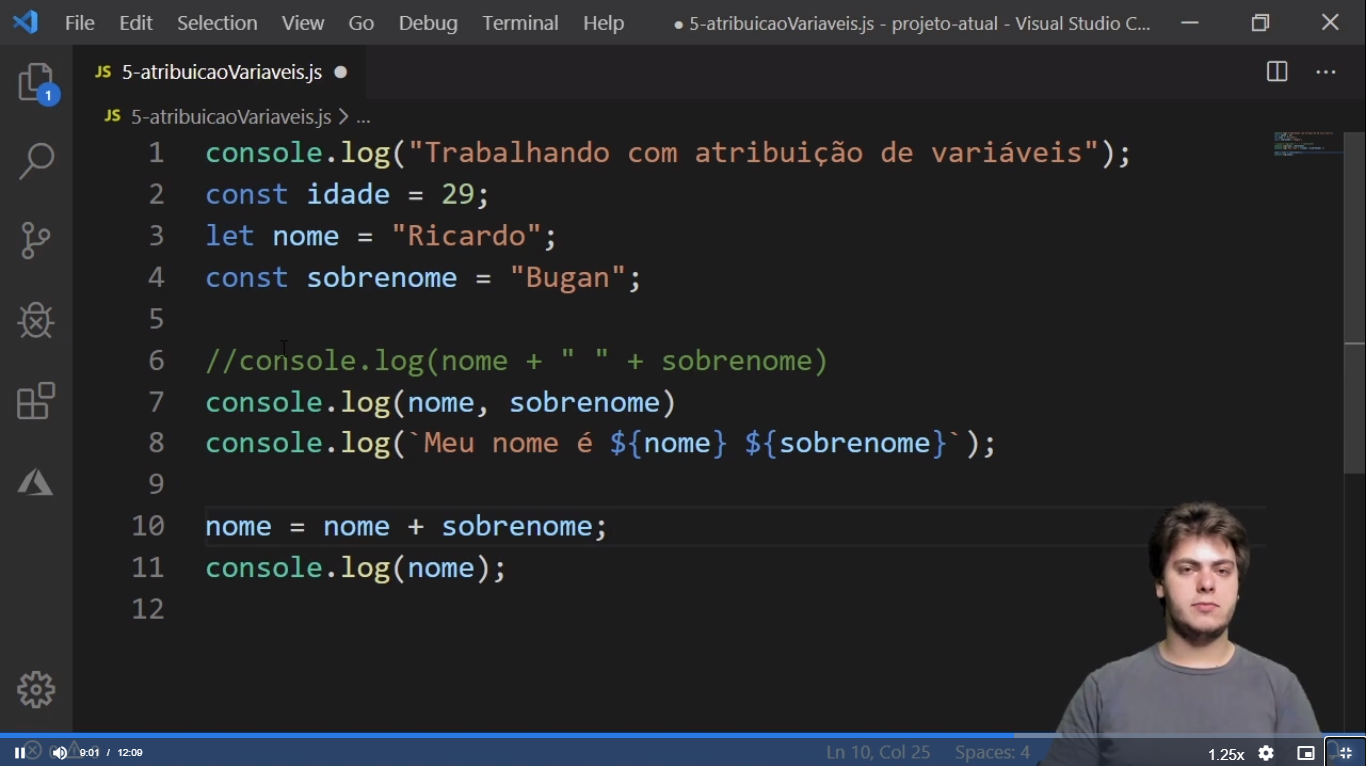 File Edit Selection View Go Debug Terminal Help ● 5-atribuicaoVariaveis.js - projeto-atual - Visual Studio C...
JS 5-atribuicaoVariaveis.js ●
1
JS 5-atribuicaoVariaveis.js > ...
1 console.log("Trabalhando com atribuição de variáveis");
2 const idade = 29;
3 let nome = "Ricardo";
4 const sobrenome = "Bugan";
5
6 //console.log(nome + " " + sobrenome)
7 console.log(nome, sobrenome)
8 console.log(`Meu nome é ${nome} ${sobrenome}`);
9
10 nome = nome + sobrenome;
11 console.log(nome);
12
9:01 / 12:09 Ln 10, Col 25 Spaces: 4 1.25x